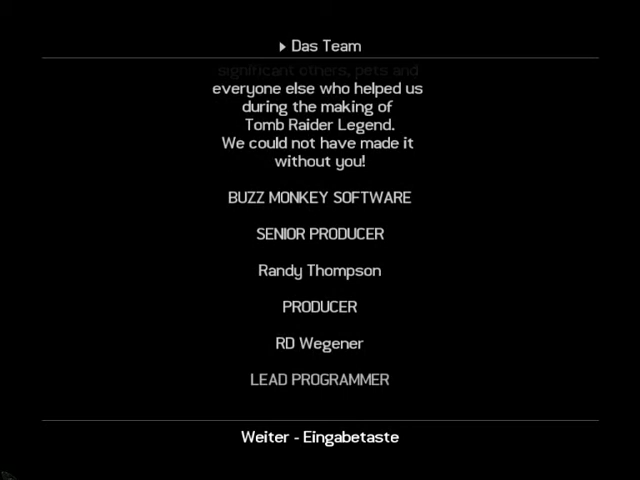 Das Team
significant others, pets and
everyone else who helped us
during the making of
Tomb Raider Legend.
We could not have made it
without you!
BUZZ MONKEY SOFTWARE
SENIOR PRODUCER
Randy Thompson
PRODUCER
RD Wegener
LEAD PROGRAMMER
Weiter - Eingabetaste